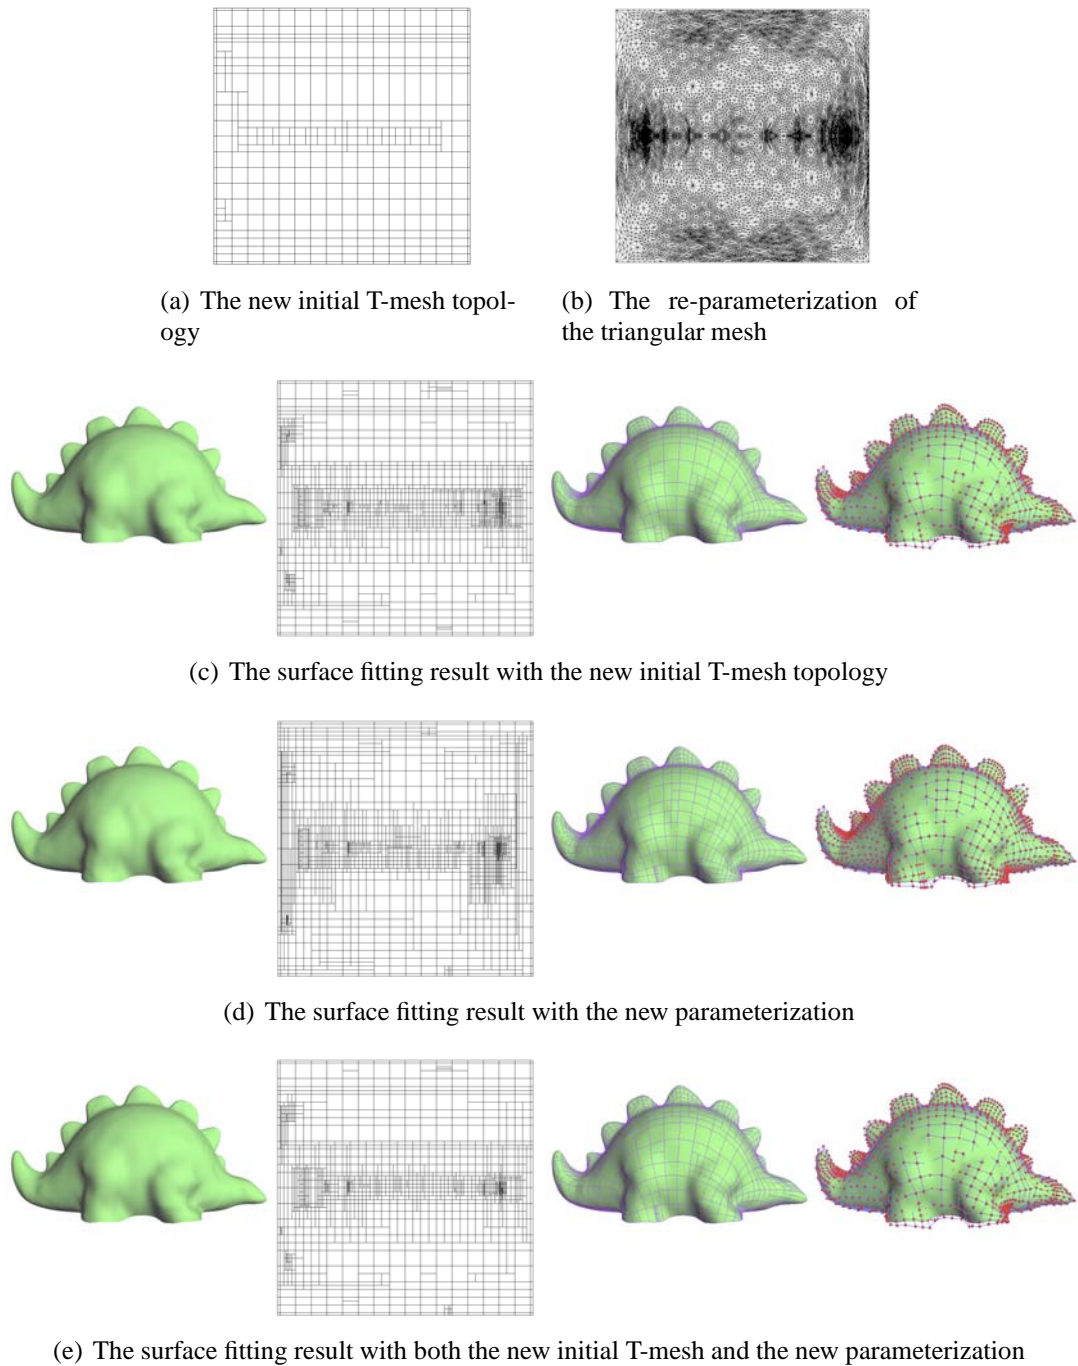 (a) The new initial T-mesh topol-
ogy
(b) The re-parameterization of
the triangular mesh
(c) The surface fitting result with the new initial T-mesh topology
(d) The surface fitting result with the new parameterization
(e) The surface fitting result with both the new initial T-mesh and the new parameterization